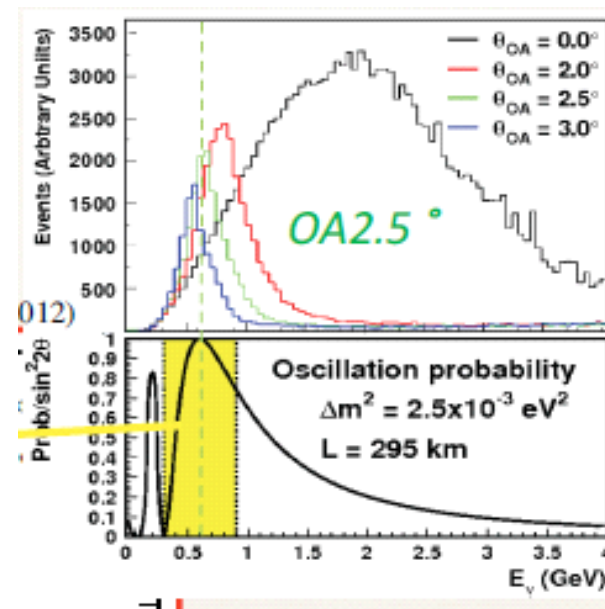 Events (Arbtrary Uniits)
3500
3000
2500
2000
1500
1000
500
θOA = 0.0°
θOA = 2.0°
θOA = 2.5°
θOA = 3.0°
OA2.5 °
012)
Prob/sin²2θ
1
0.9
0.8
0.7
0.6
0.5
0.4
0.3
0.2
0.1
0
Oscillation probability
Δm² = 2.5x10⁻³ eV²
L = 295 km
0 0.5 1 1.5 2 2.5 3 3.5 4
Eν (GeV)